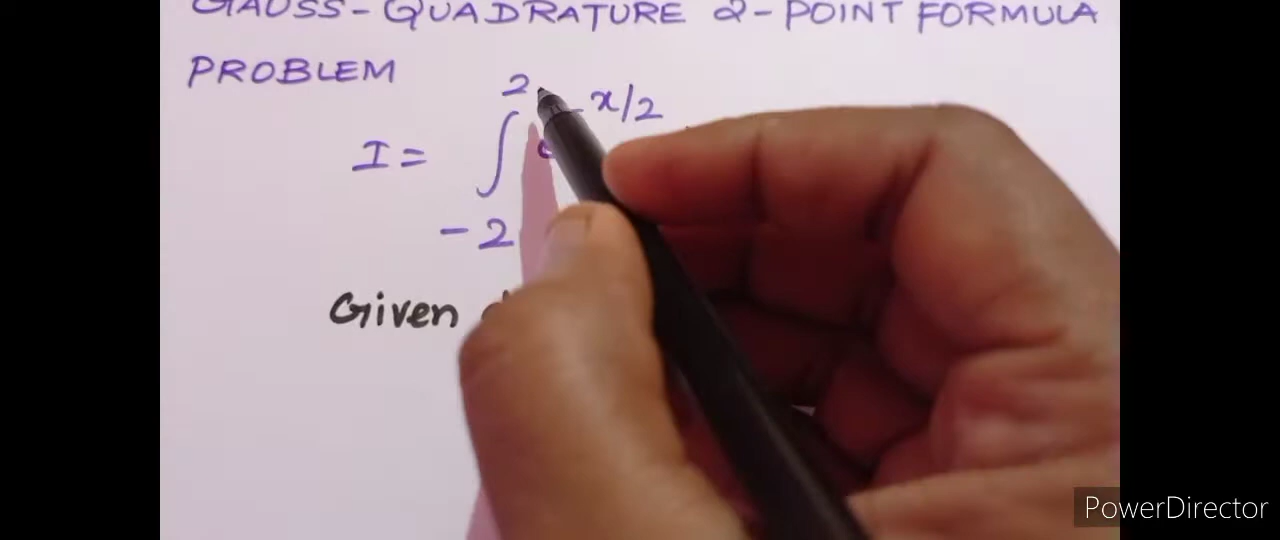 GAUSS-QUADRATURE 2-POINT FORMULA
PROBLEM
2
-x/2
I = ∫
-2
Given
PowerDirector